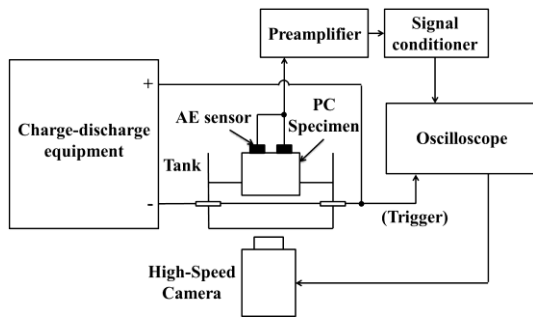 Preamplifier
Signal
conditioner
+
Charge-discharge
equipment
AE sensor
PC
Specimen
Oscilloscope
Tank
-
(Trigger)
High-Speed
Camera